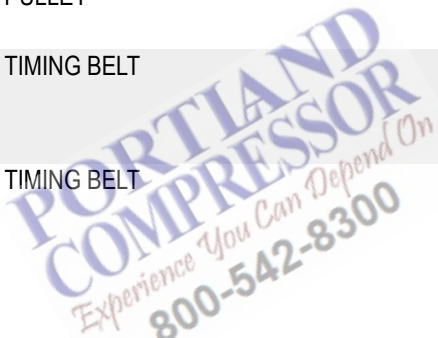 PULLEY
TIMING BELT
TIMING BELT
PORTLAND
COMPRESSOR
Experience You Can Depend On
800-542-8300